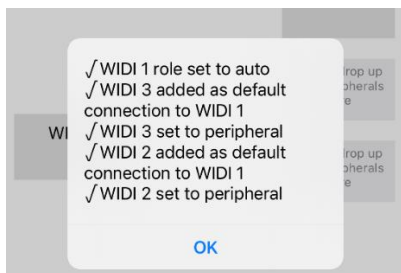 √ WIDI 1 role set to auto
√ WIDI 3 added as default
connection to WIDI 1
√ WIDI 3 set to peripheral
√ WIDI 2 added as default
connection to WIDI 1
√ WIDI 2 set to peripheral
OK